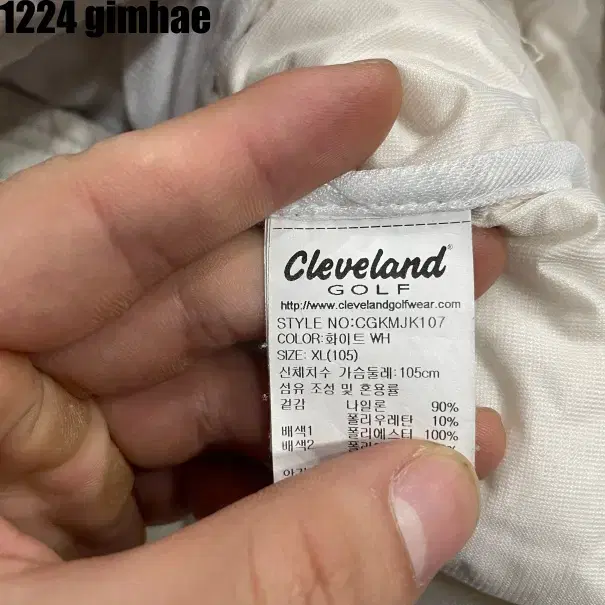 1224 gimhae
Cleveland®
GOLF
http://www.clevelandgolfwear.com
STYLE NO:CGKMJK107
COLOR:화이트 WH
SIZE: XL(105)
신체치수 가슴둘레: 105cm
섬유 조성 및 혼용률
겉감 나일론 90%
폴리우레탄 10%
배색1 폴리에스터 100%
배색2